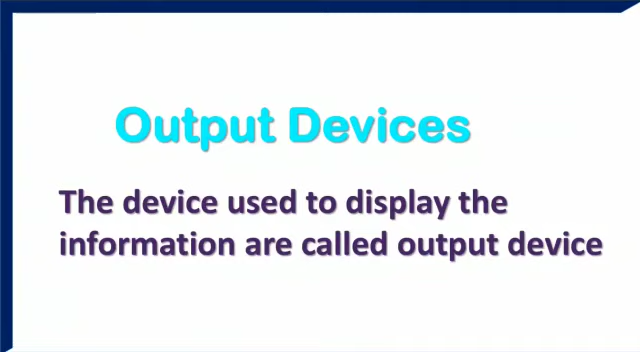 Output Devices
The device used to display the
information are called output device